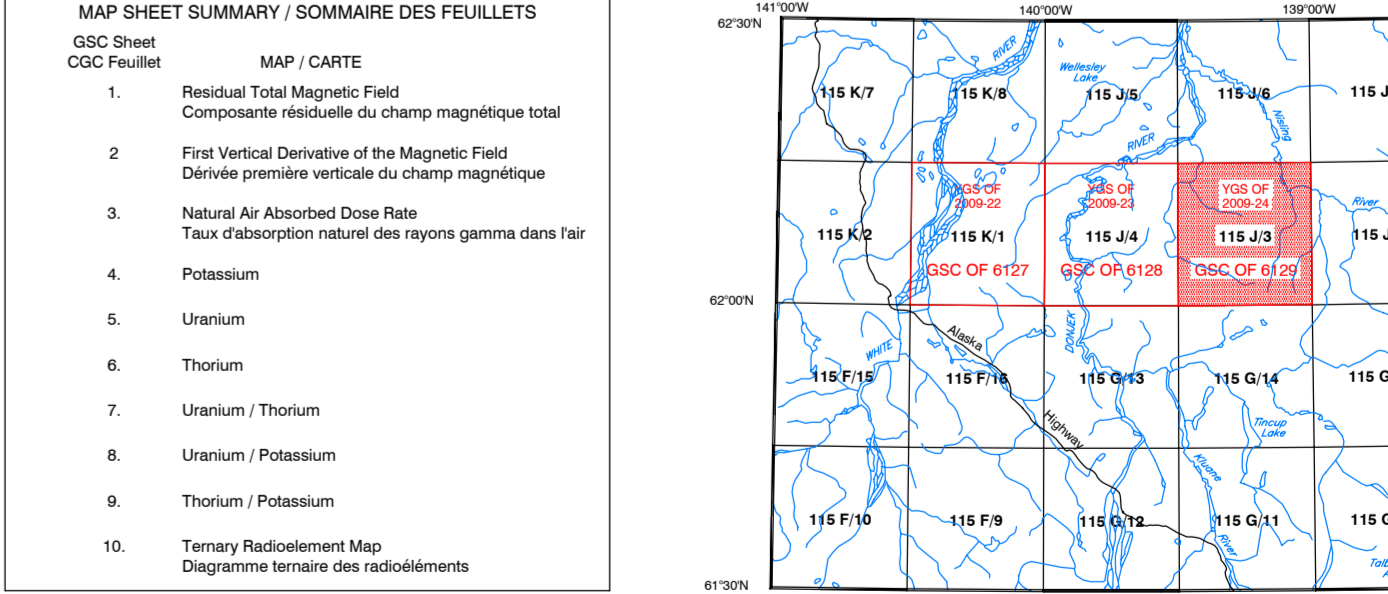 MAP SHEET SUMMARY / SOMMAIRE DES FEUILLETS
GSC Sheet
CGC Feuillet
MAP / CARTE
1. Residual Total Magnetic Field
Composante résiduelle du champ magnétique total
2 First Vertical Derivative of the Magnetic Field
Dérivée première verticale du champ magnétique
3. Natural Air Absorbed Dose Rate
Taux d'absorption naturel des rayons gamma dans l'air
4. Potassium
5. Uranium
6. Thorium
7. Uranium / Thorium
8. Uranium / Potassium
9. Thorium / Potassium
10. Ternary Radioelement Map
Diagramme ternaire des radioéléments
141°00'W 140°00'W 139°00'W
62°30'N
RIVER
Wellesley
Lake
115 K/7 115 K/8 115 J/5 115 J/6 115 J
Nisling
RIVER
YGS OF
2009-22
YGS OF
2009-23
YGS OF
2009-24
River
115 K/2 115 K/1 115 J/4 115 J/3 115 J
GSC OF 6127 GSC OF 6128 GSC OF 6129
62°00'N
DONJEK
Alaska
WHITE
115 F/15 115 F/16 115 G/13 115 G/14 115 G
Highway
Tincup
Lake
Kluane
115 F/10 115 F/9 115 G/12 115 G/11 115 G
River
61°30'N